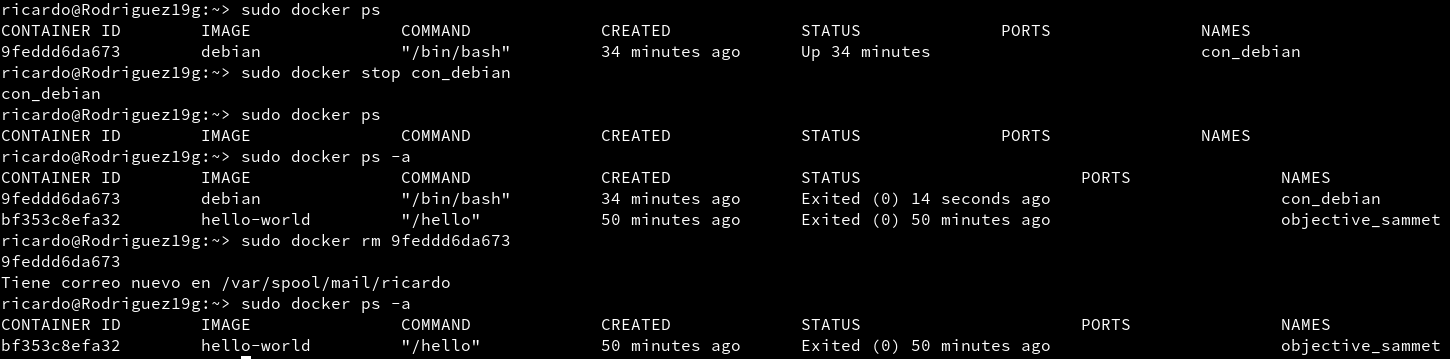 ricardo@Rodriguez19g:~> sudo docker ps
CONTAINER ID        IMAGE               COMMAND             CREATED             STATUS              PORTS               NAMES
9feddd6da673        debian              "/bin/bash"         34 minutes ago      Up 34 minutes                           con_debian
ricardo@Rodriguez19g:~> sudo docker stop con_debian
con_debian
ricardo@Rodriguez19g:~> sudo docker ps
CONTAINER ID        IMAGE               COMMAND             CREATED             STATUS              PORTS               NAMES
ricardo@Rodriguez19g:~> sudo docker ps -a
CONTAINER ID        IMAGE               COMMAND             CREATED             STATUS                      PORTS               NAMES
9feddd6da673        debian              "/bin/bash"         34 minutes ago      Exited (0) 14 seconds ago                       con_debian
bf353c8efa32        hello-world         "/hello"            50 minutes ago      Exited (0) 50 minutes ago                       objective_sammet
ricardo@Rodriguez19g:~> sudo docker rm 9feddd6da673
9feddd6da673
Tiene correo nuevo en /var/spool/mail/ricardo
ricardo@Rodriguez19g:~> sudo docker ps -a
CONTAINER ID        IMAGE               COMMAND             CREATED             STATUS                      PORTS               NAMES
bf353c8efa32        hello-world         "/hello"            50 minutes ago      Exited (0) 50 minutes ago                       objective_sammet